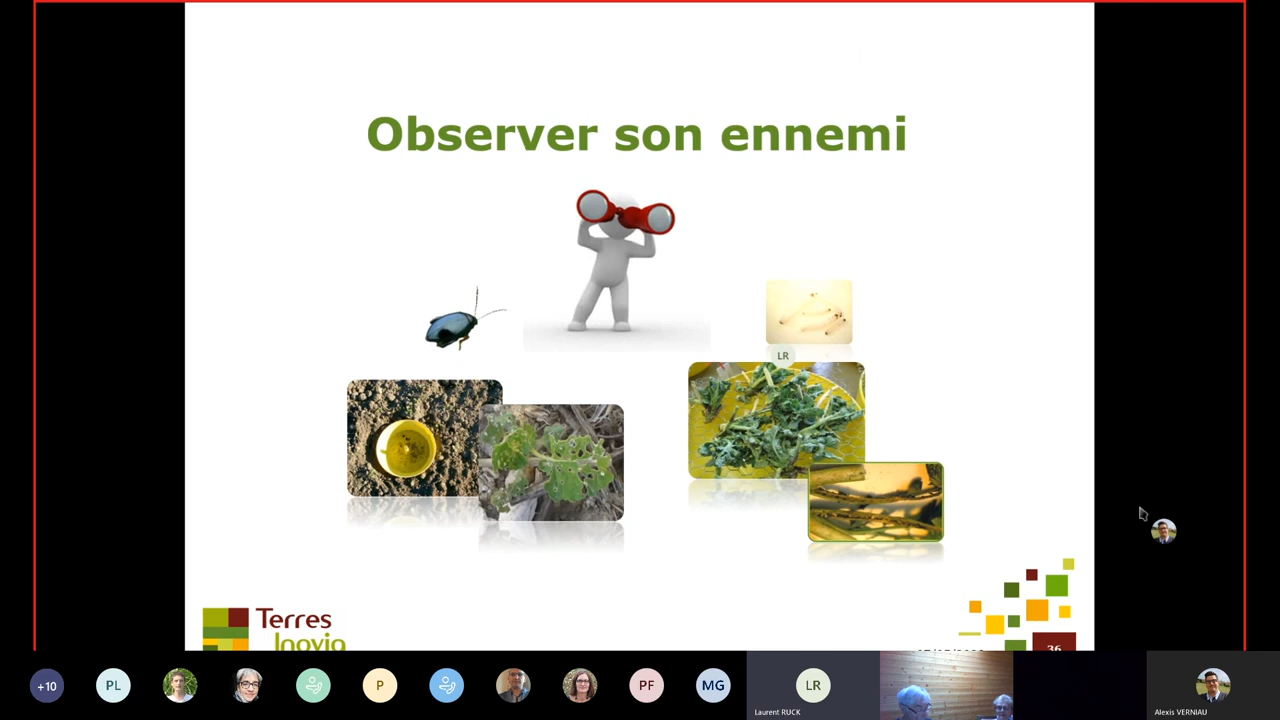 Observer son ennemi
LR
Terres
Inovia
36
+10
PL
P
PF
MG
LR
Laurent RUCK
Alexis VERNIAU